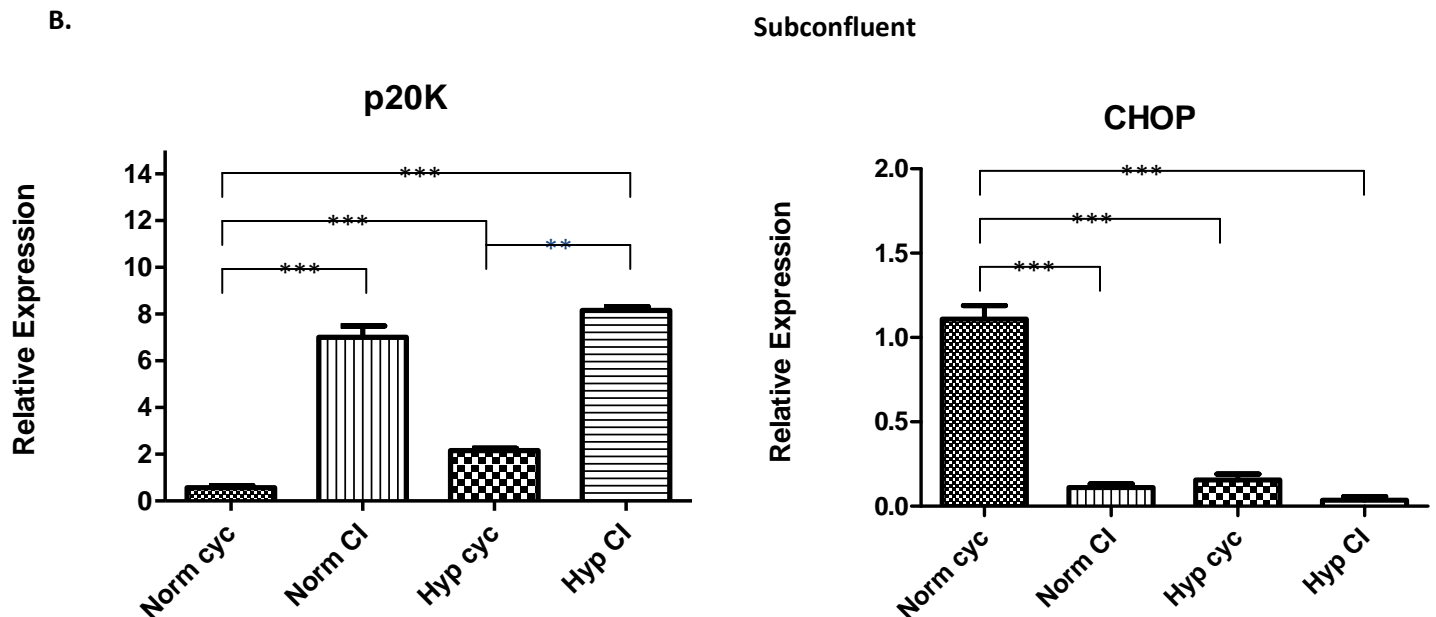 B.
Subconfluent
p20K
Relative Expression
14
12
10
8
6
4
2
0
***
***
**
***
Norm cyc
Norm CI
Hyp cyc
Hyp CI
CHOP
Relative Expression
2.0
1.5
1.0
0.5
0.0
***
***
***
Norm cyc
Norm CI
Hyp cyc
Hyp CI